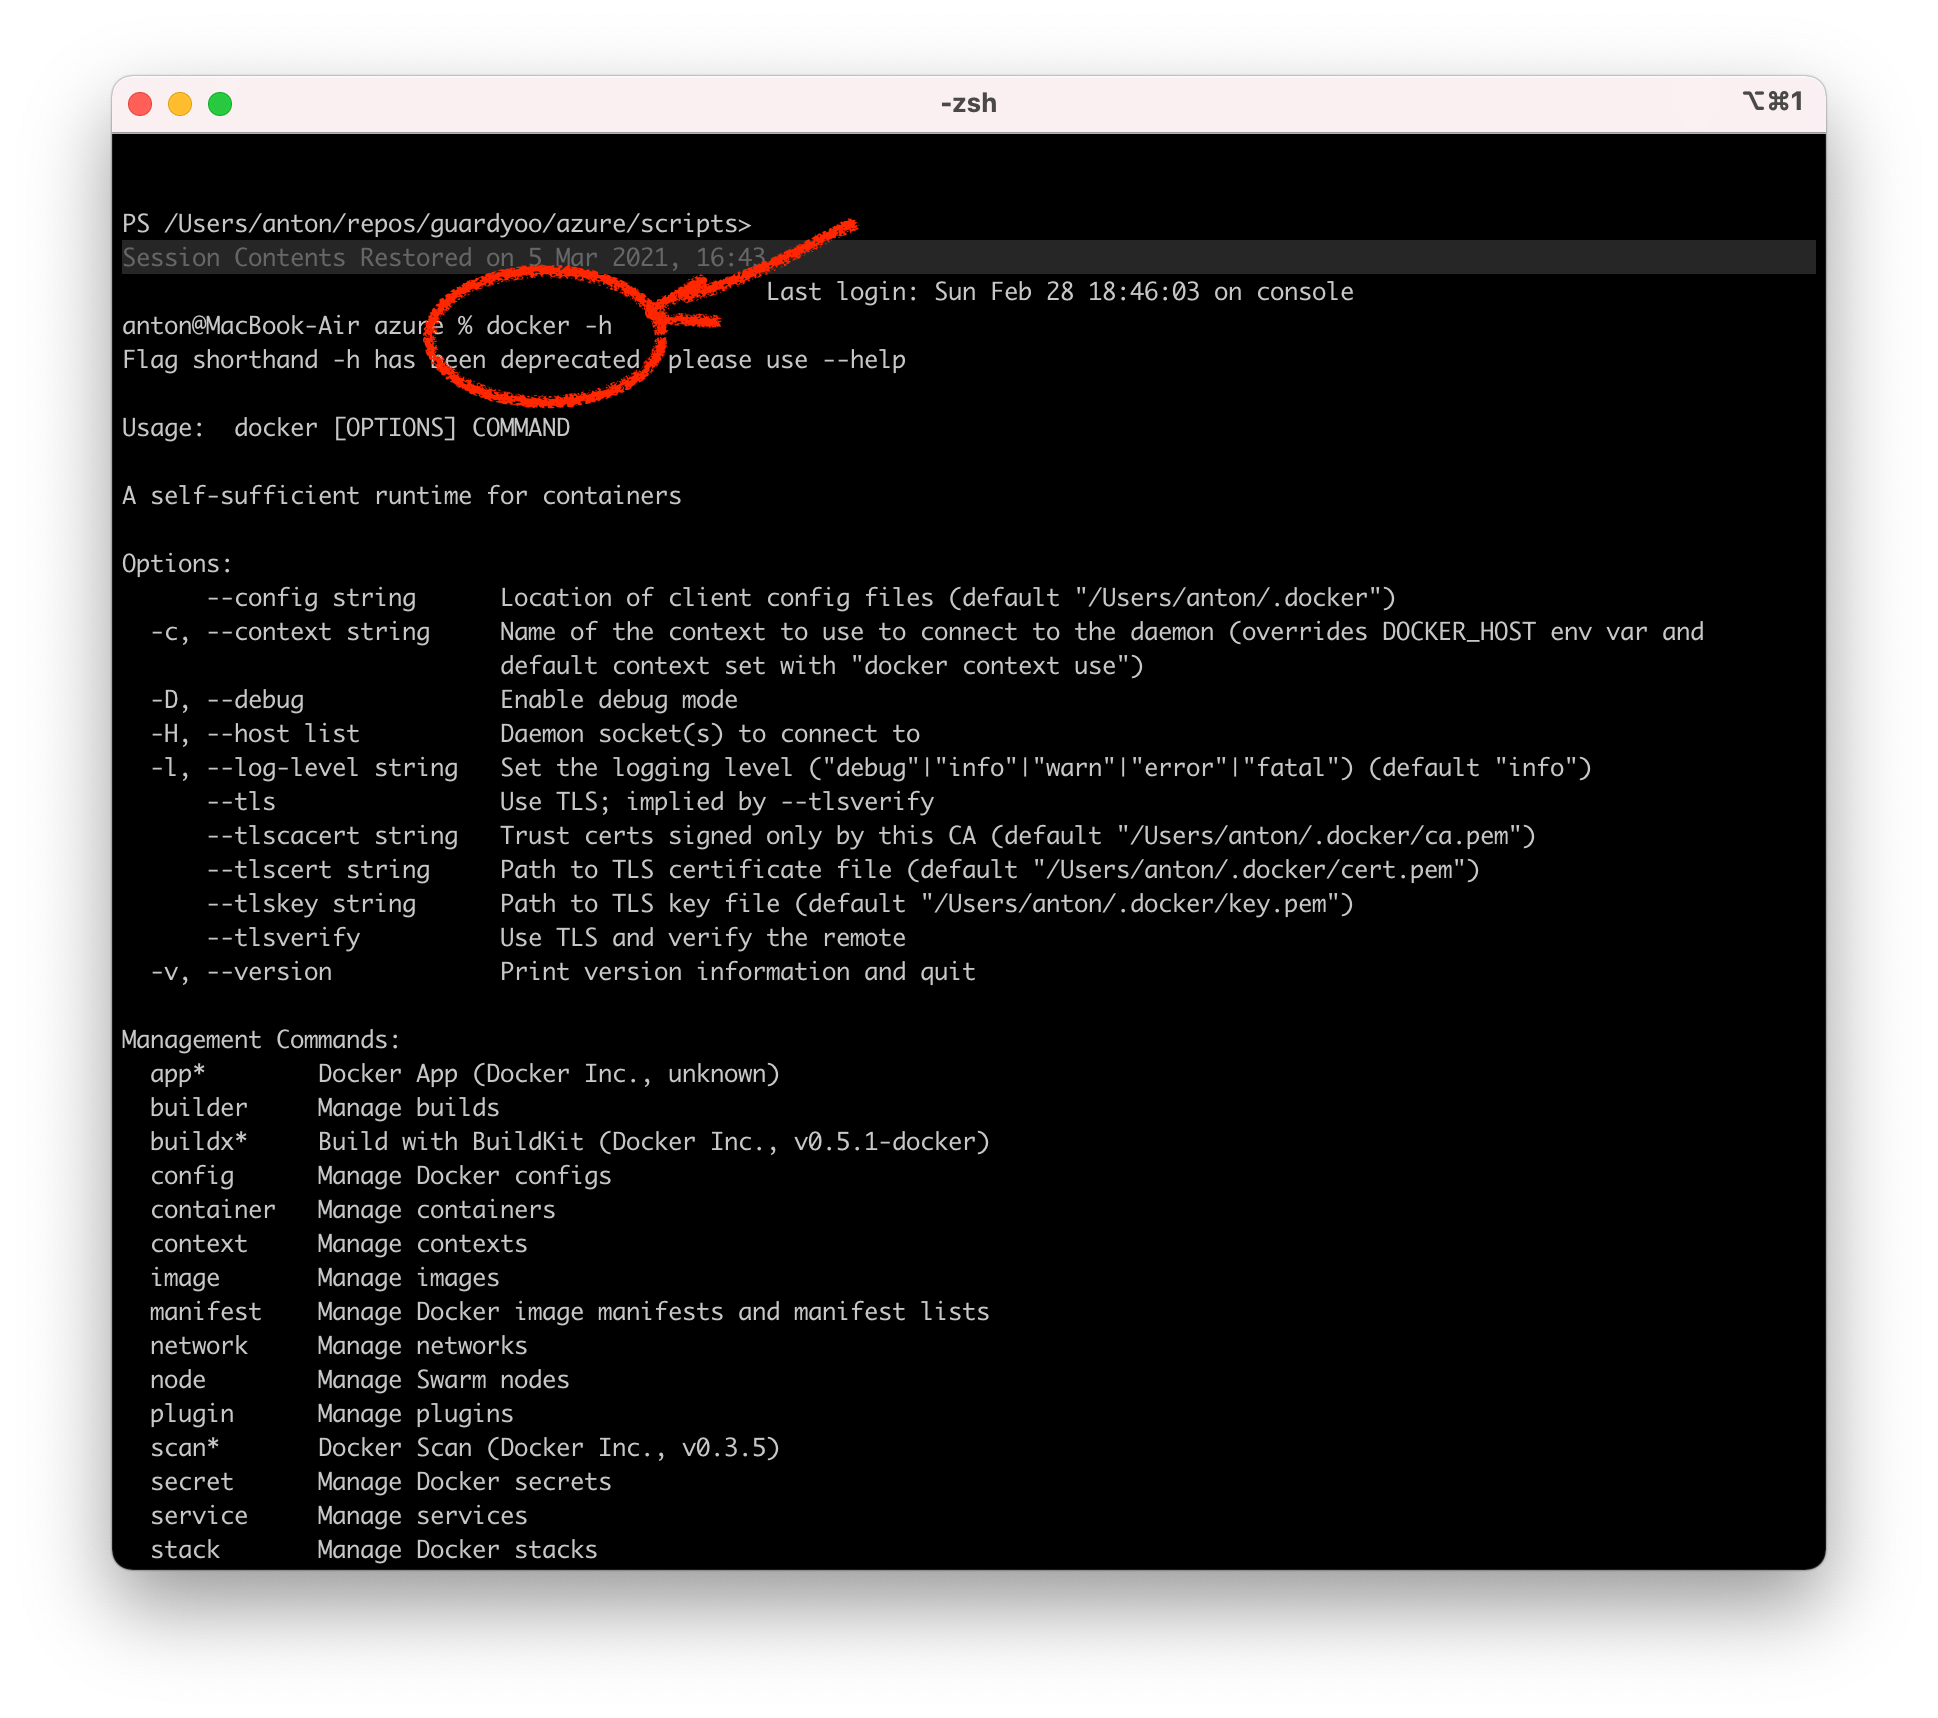 -zsh
⌥⌘1
PS /Users/anton/repos/guardyoo/azure/scripts>
Session Contents Restored on 5 Mar 2021, 16:43
Last login: Sun Feb 28 18:46:03 on console
anton@MacBook-Air azure % docker -h
Flag shorthand -h has been deprecated, please use --help
Usage:  docker [OPTIONS] COMMAND
A self-sufficient runtime for containers
Options:
      --config string      Location of client config files (default "/Users/anton/.docker")
  -c, --context string     Name of the context to use to connect to the daemon (overrides DOCKER_HOST env var and
                           default context set with "docker context use")
  -D, --debug              Enable debug mode
  -H, --host list          Daemon socket(s) to connect to
  -l, --log-level string   Set the logging level ("debug"|"info"|"warn"|"error"|"fatal") (default "info")
      --tls                Use TLS; implied by --tlsverify
      --tlscacert string   Trust certs signed only by this CA (default "/Users/anton/.docker/ca.pem")
      --tlscert string     Path to TLS certificate file (default "/Users/anton/.docker/cert.pem")
      --tlskey string      Path to TLS key file (default "/Users/anton/.docker/key.pem")
      --tlsverify          Use TLS and verify the remote
  -v, --version            Print version information and quit
Management Commands:
  app*        Docker App (Docker Inc., unknown)
  builder     Manage builds
  buildx*     Build with BuildKit (Docker Inc., v0.5.1-docker)
  config      Manage Docker configs
  container   Manage containers
  context     Manage contexts
  image       Manage images
  manifest    Manage Docker image manifests and manifest lists
  network     Manage networks
  node        Manage Swarm nodes
  plugin      Manage plugins
  scan*       Docker Scan (Docker Inc., v0.3.5)
  secret      Manage Docker secrets
  service     Manage services
  stack       Manage Docker stacks